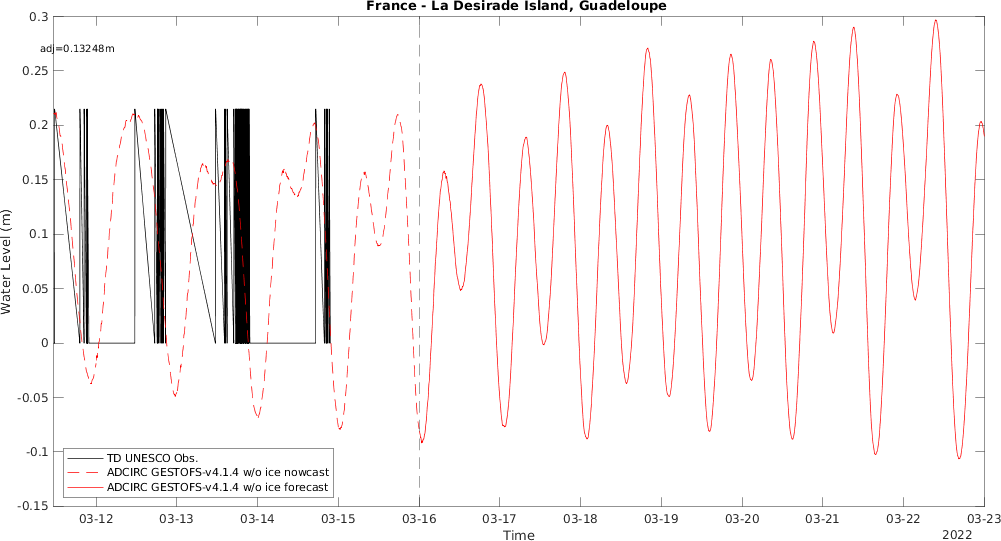 France - La Desirade Island, Guadeloupe
adj=0.13248m
0.3
0.25
0.2
0.15
0.1
0.05
0
-0.05
-0.1
-0.15
Water Level (m)
TD UNESCO Obs.
ADCIRC GESTOFS-v4.1.4 w/o ice nowcast
ADCIRC GESTOFS-v4.1.4 w/o ice forecast
03-12 03-13 03-14 03-15 03-16 03-17 03-18 03-19 03-20 03-21 03-22 03-23
Time
2022